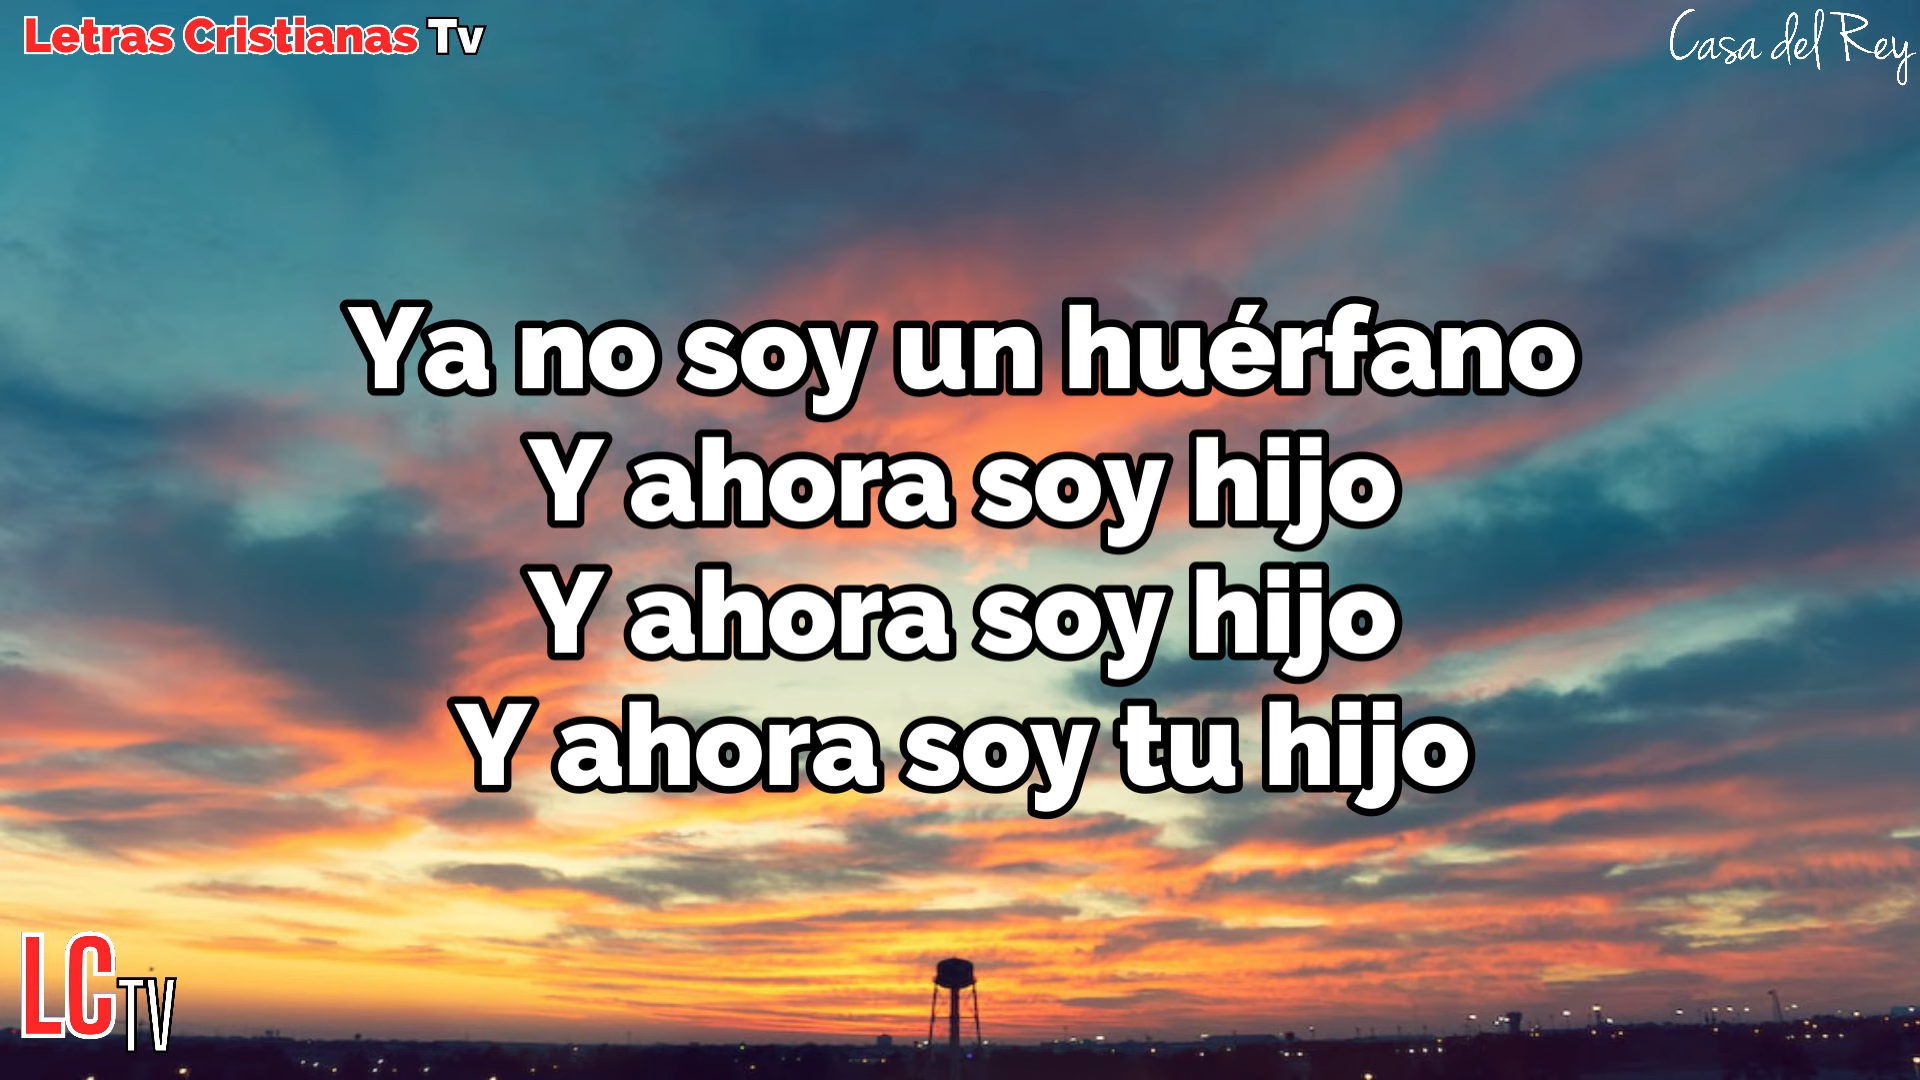 Letras Cristianas Tv
Casa del Rey
Ya no soy un huérfano
Y ahora soy hijo
Y ahora soy hijo
Y ahora soy tu hijo
LC TV